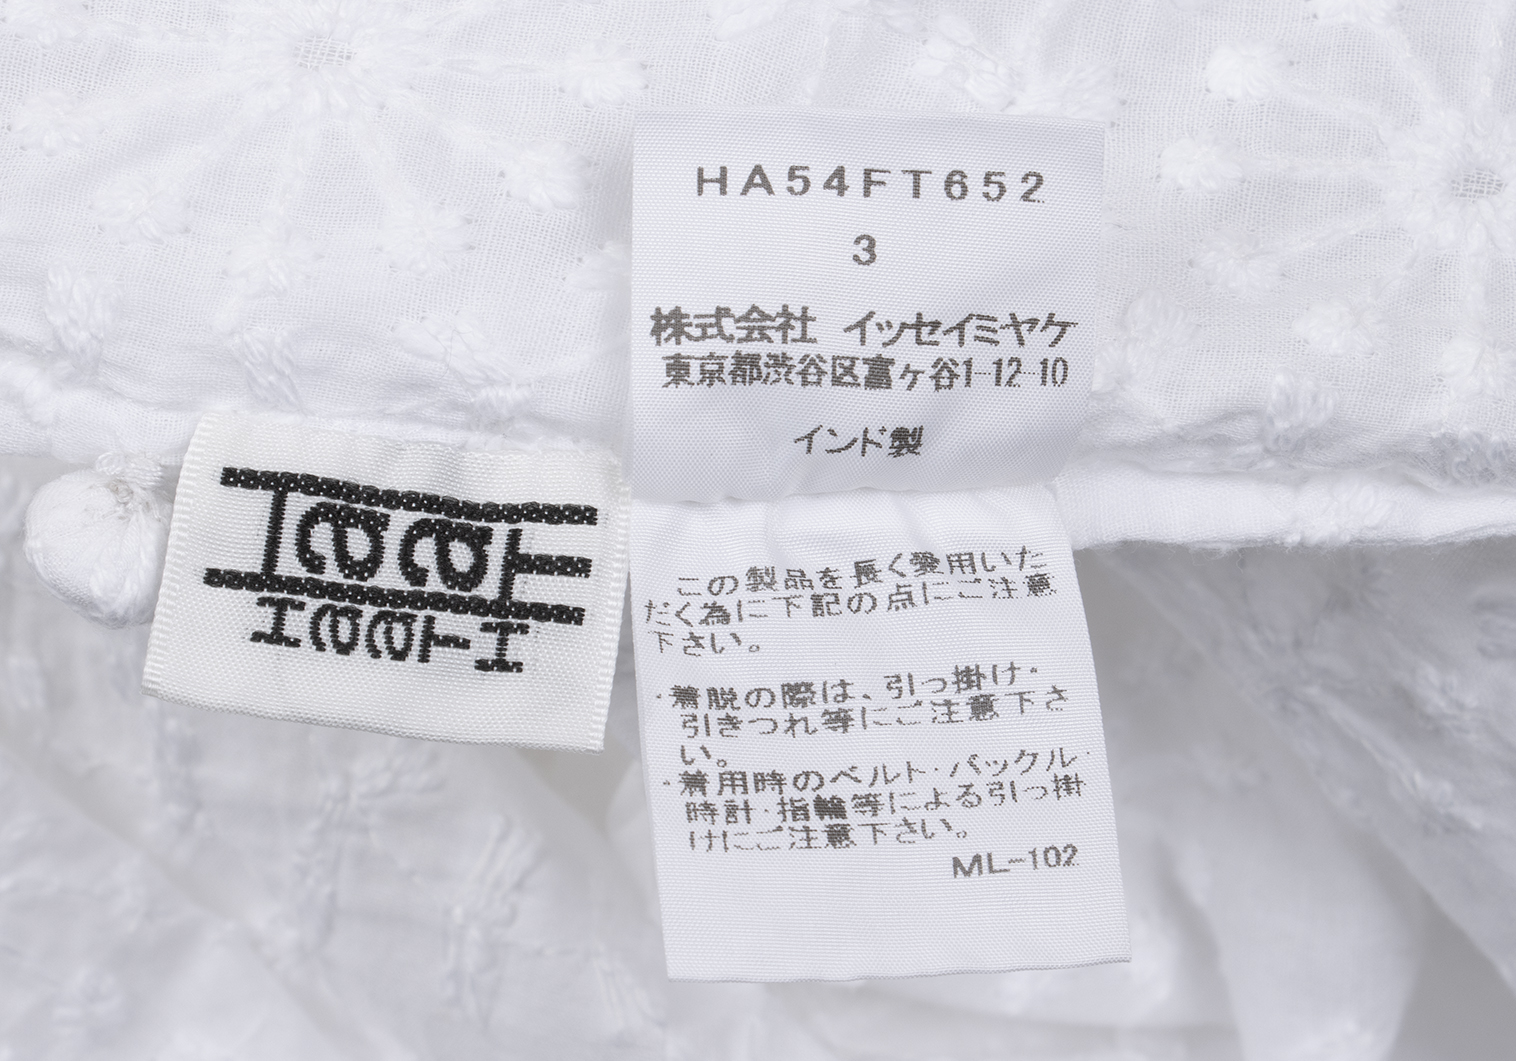 HA54FT652
3
株式会社 イッセイミヤケ
東京都渋谷区富ヶ谷1-12-10
インド製
この製品を長く愛用いた
だく為に下記の点にご注意
下さい。
・着脱の際は、引っ掛け・
引きつれ等にご注意下さ
い。
・着用時のベルト・バックル・
時計・指輪等による引っ掛
けにご注意下さい。
ML-102